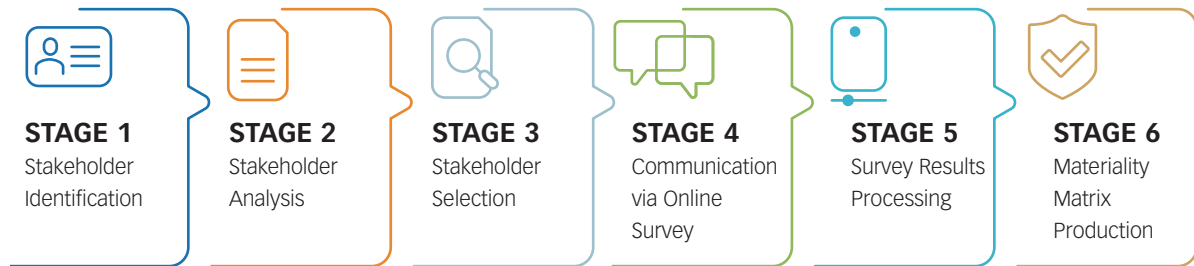 STAGE 1
Stakeholder
Identification
STAGE 2
Stakeholder
Analysis
STAGE 3
Stakeholder
Selection
STAGE 4
Communication
via Online
Survey
STAGE 5
Survey Results
Processing
STAGE 6
Materiality
Matrix
Production